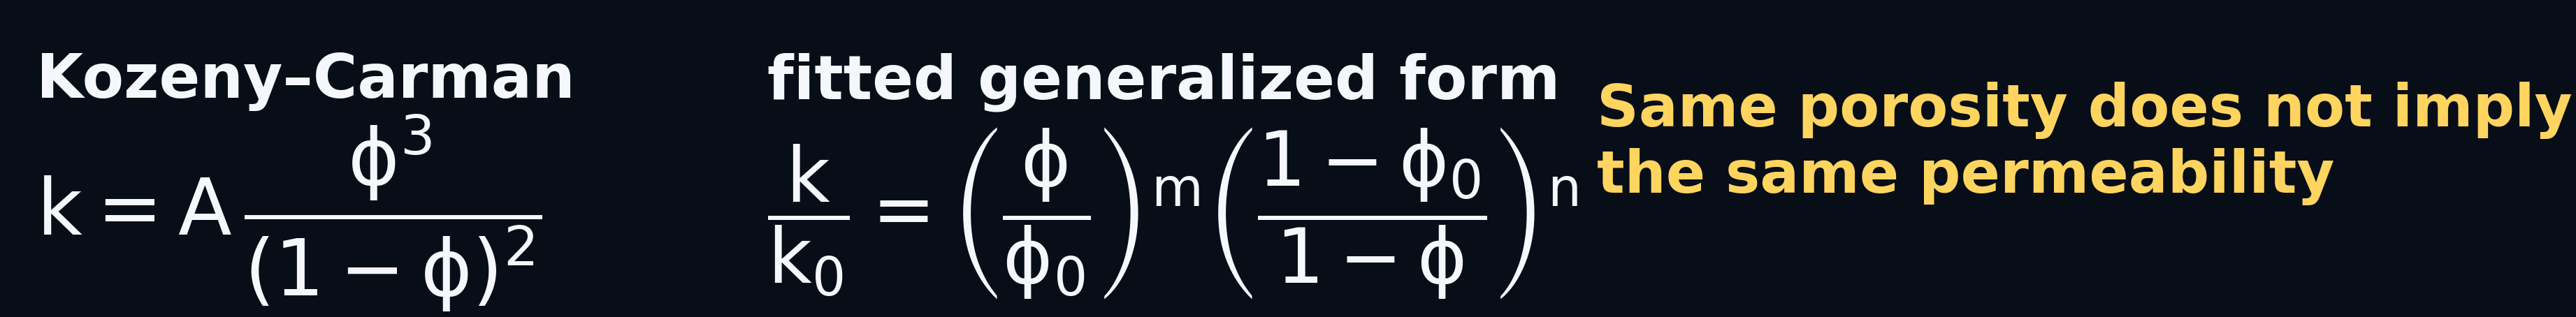 Kozeny–Carman
k = A ϕ³ / (1 − ϕ)²
fitted generalized form
k / k₀ = (ϕ / ϕ₀)ᵐ ((1 − ϕ₀) / (1 − ϕ))ⁿ
Same porosity does not imply
the same permeability